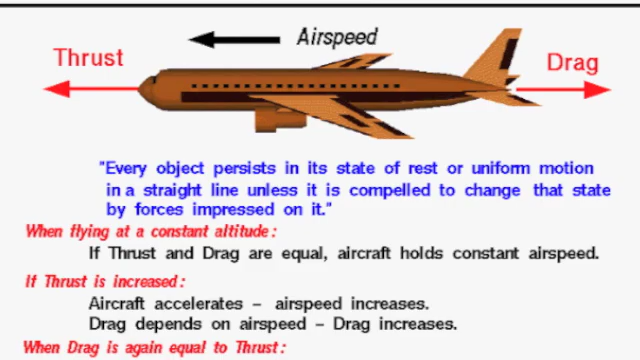 Airspeed
Thrust
Drag
"Every object persists in its state of rest or uniform motion
in a straight line unless it is compelled to change that state
by forces impressed on it."
When flying at a constant altitude :
If Thrust and Drag are equal, aircraft holds constant airspeed.
If Thrust is increased :
Aircraft accelerates – airspeed increases.
Drag depends on airspeed – Drag increases.
When Drag is again equal to Thrust :